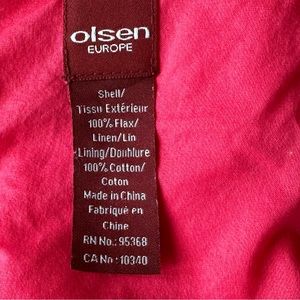 olsen
EUROPE
Shell/
Tissu Extérieur
100% Flax/
Linen/Lin
Lining/Doublure
100% Cotton/
Coton
Made in China
Fabriqué en
Chine
RN No.: 95368
CA No : 10340